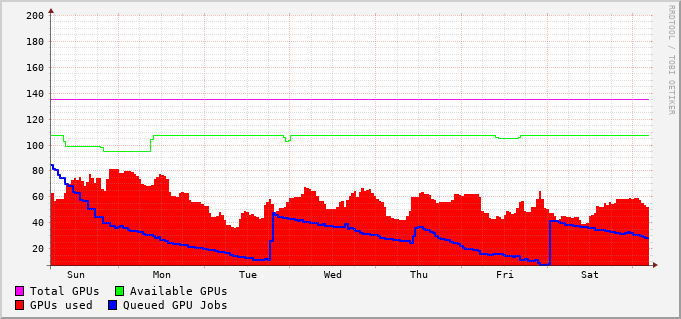 200
180
160
140
120
100
80
60
40
20
Sun Mon Tue Wed Thu Fri Sat
Total GPUs Available GPUs
GPUs used Queued GPU Jobs
RRDTOOL / TOBI OETIKER